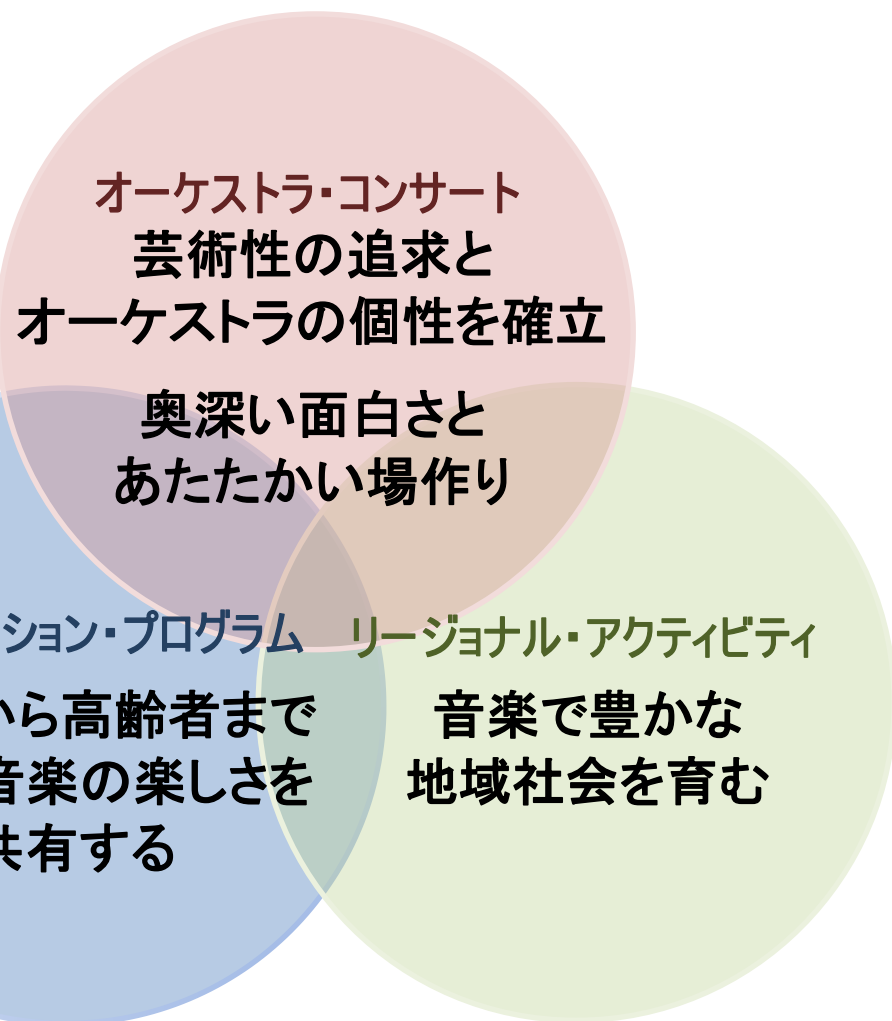 オーケストラ・コンサート
芸術性の追求と
オーケストラの個性を確立
奥深い面白さと
あたたかい場作り
ション・プログラム
から高齢者まで
音楽の楽しさを
共有する
リージョナル・アクティビティ
音楽で豊かな
地域社会を育む